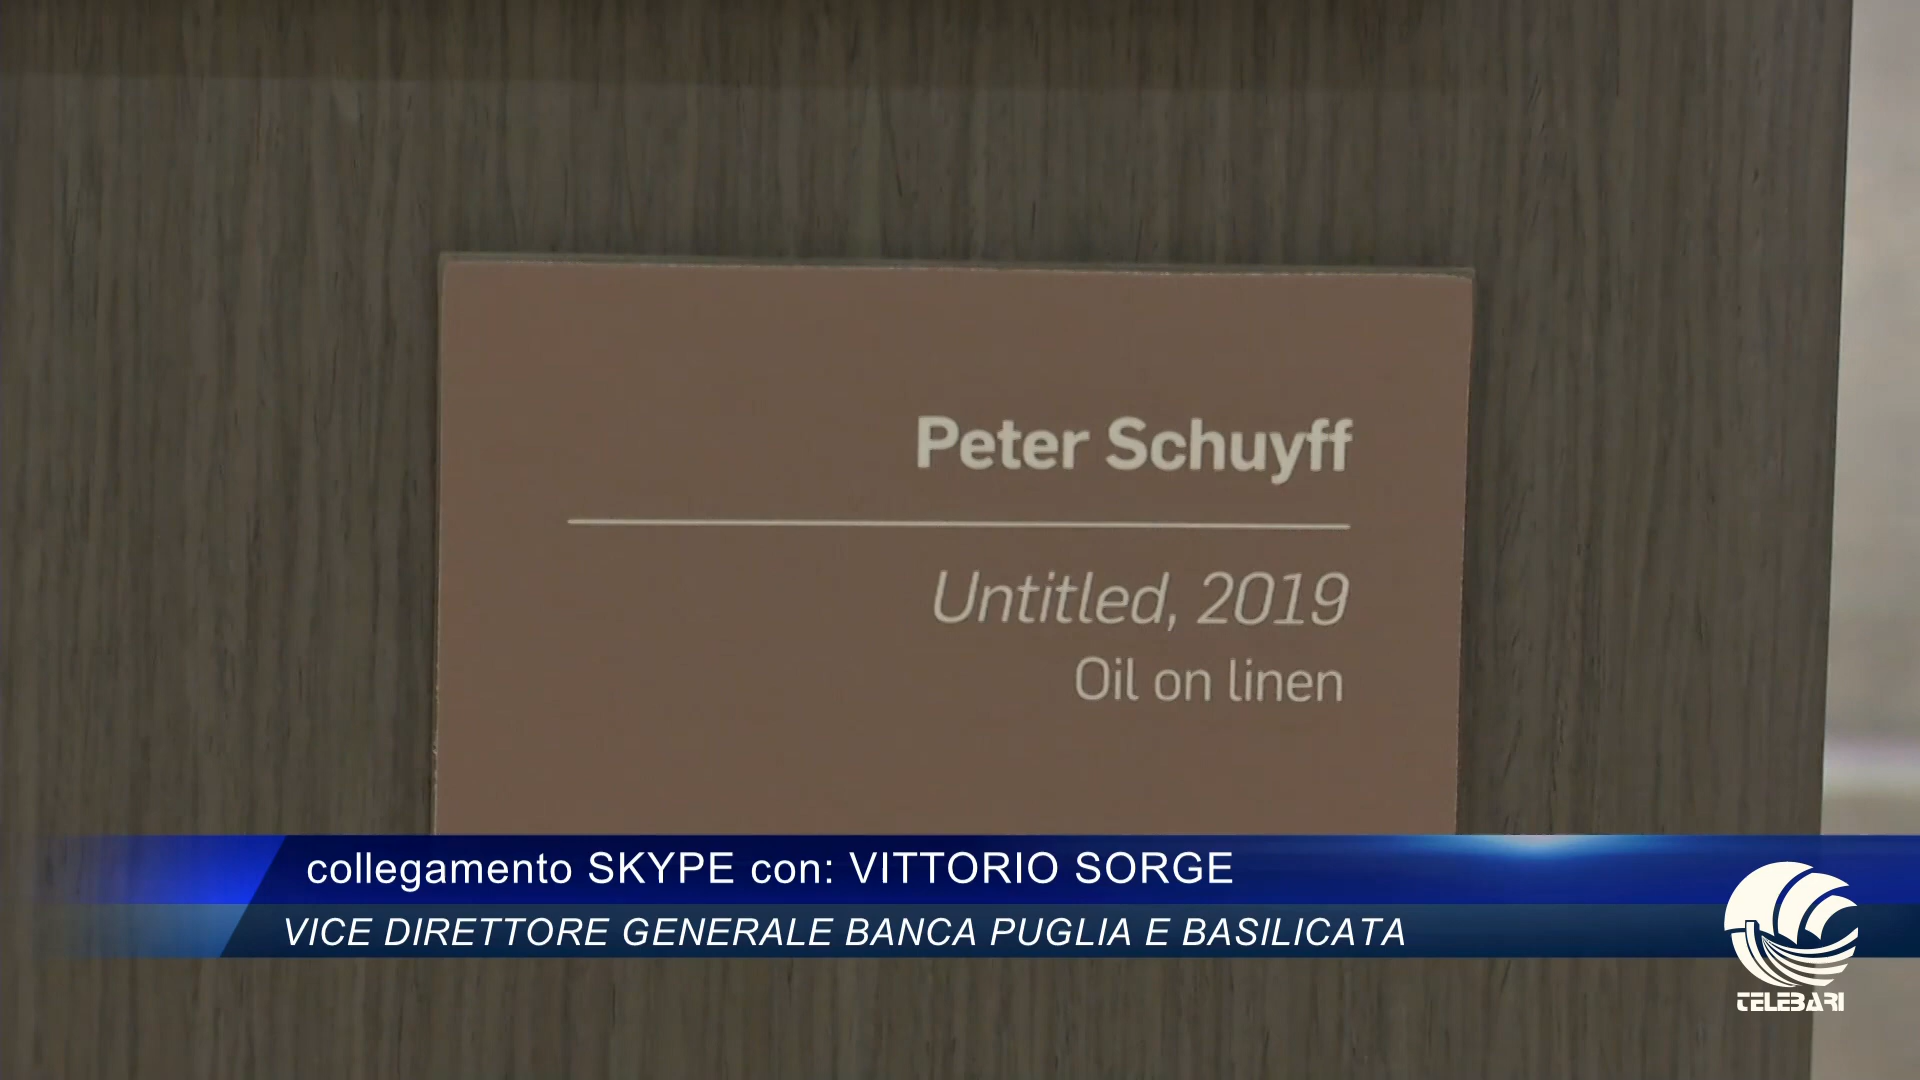 Peter Schuyff
Untitled, 2019
Oil on linen
collegamento SKYPE con: VITTORIO SORGE
VICE DIRETTORE GENERALE BANCA PUGLIA E BASILICATA
TELEBARI